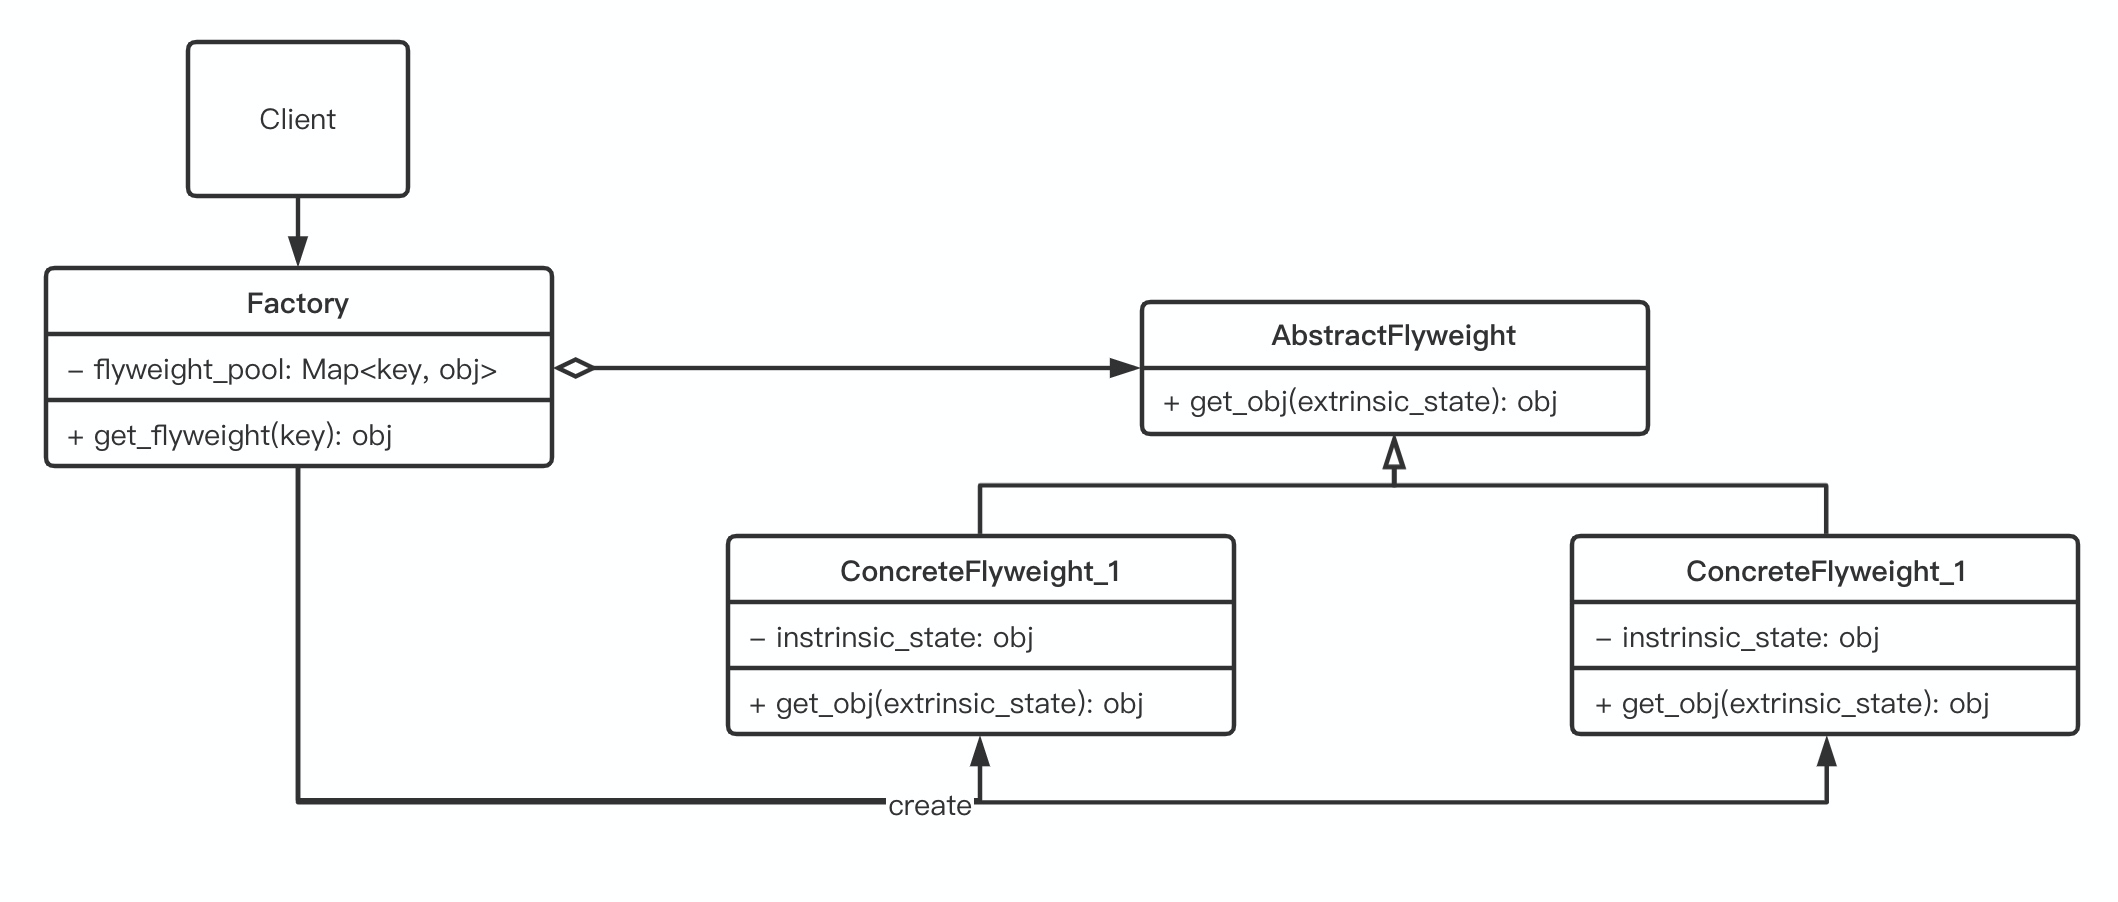 Client
Factory
– flyweight_pool: Map<key, obj>
+ get_flyweight(key): obj
AbstractFlyweight
+ get_obj(extrinsic_state): obj
ConcreteFlyweight_1
– instrinsic_state: obj
+ get_obj(extrinsic_state): obj
ConcreteFlyweight_1
– instrinsic_state: obj
+ get_obj(extrinsic_state): obj
create